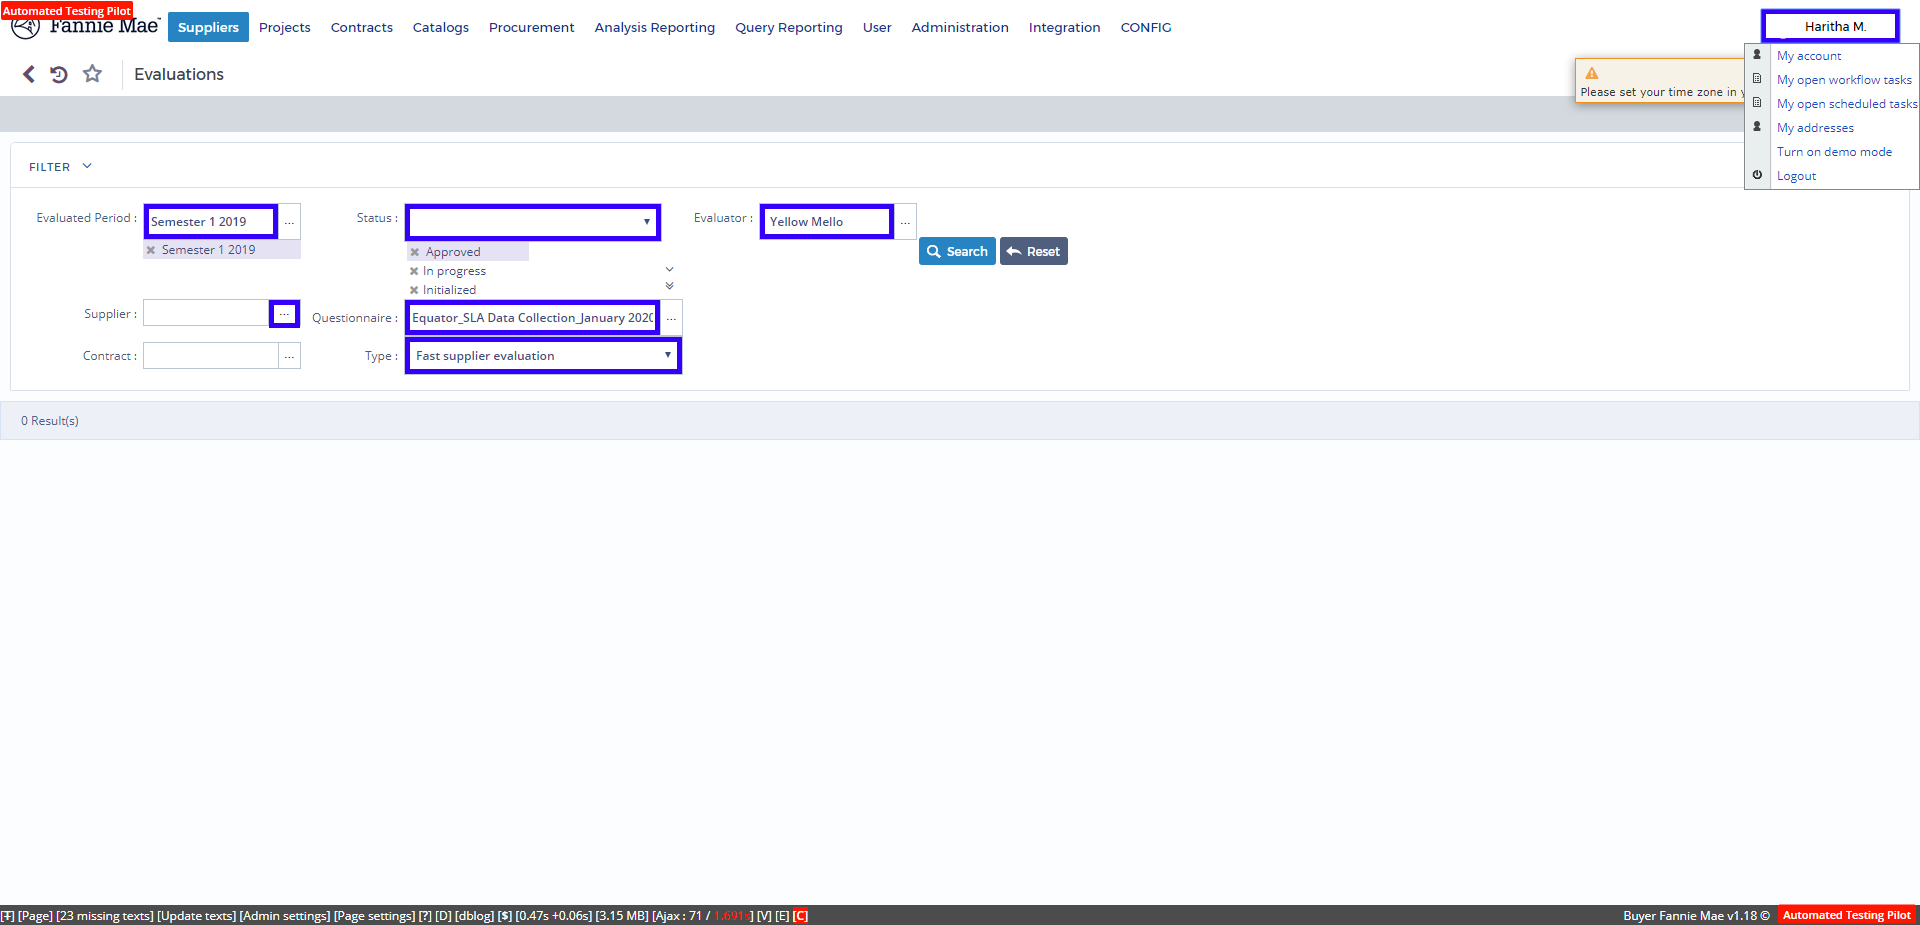 Automated Testing Pilot
Fannie Mae
Suppliers Projects Contracts Catalogs Procurement Analysis Reporting Query Reporting User Administration Integration CONFIG
Haritha M.
Evaluations
My account
My open workflow tasks
My open scheduled tasks
My addresses
Turn on demo mode
Logout
Please set your time zone in
FILTER
Evaluated Period : Semester 1 2019 ...
Semester 1 2019
Status :
Approved
In progress
Initialized
Evaluator : Yellow Mello ...
Search Reset
Supplier : ...
Questionnaire : Equator_SLA Data Collection_January 2020 ...
Contract : ...
Type : Fast supplier evaluation
0 Result(s)
[T] [Page] [23 missing texts] [Update texts] [Admin settings] [Page settings] [?] [D] [dblog] [$] [0.47s +0.06s] [3.15 MB] [Ajax : 71 / 1.691s] [V] [E] [C]
Buyer Fannie Mae v1.18 © Automated Testing Pilot